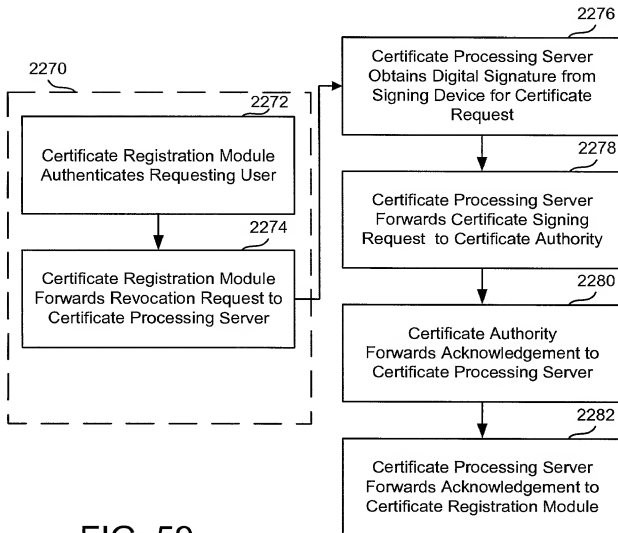 2270
2272
Certificate Registration Module
Authenticates Requesting User
2274
Certificate Registration Module
Forwards Revocation Request to
Certificate Processing Server
2276
Certificate Processing Server
Obtains Digital Signature from
Signing Device for Certificate
Request
2278
Certificate Processing Server
Forwards Certificate Signing
Request to Certificate Authority
2280
Certificate Authority
Forwards Acknowledgement to
Certificate Processing Server
2282
Certificate Processing Server
Forwards Acknowledgement to
Certificate Registration Module
FIG. 59